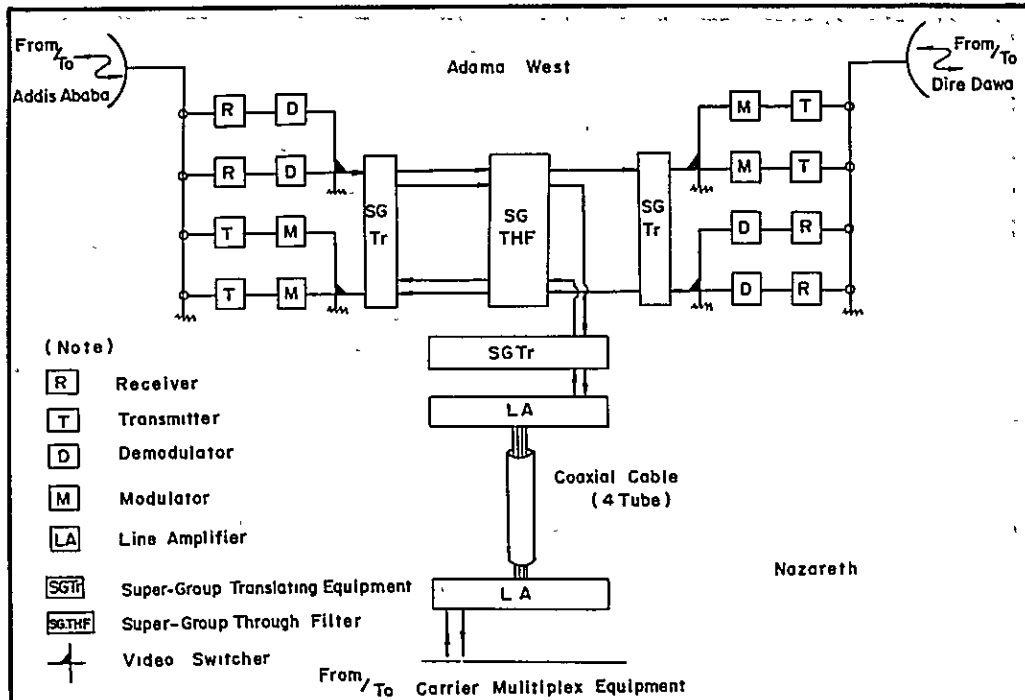 From/To
Addis Ababa
Adama West
From/To
Dire Dawa
R D
M T
R D
M T
SG
Tr
SG
THF
SG
Tr
T M
D R
T M
D R
(Note)
SGTr
R Receiver
LA
T Transmitter
D Demodulator
Coaxial Cable
(4 Tube)
M Modulator
LA Line Amplifier
Nazareth
SGTr Super-Group Translating Equipment
LA
SG.THF Super-Group Through Filter
Video Switcher
From/To Carrier Mulitiplex Equipment